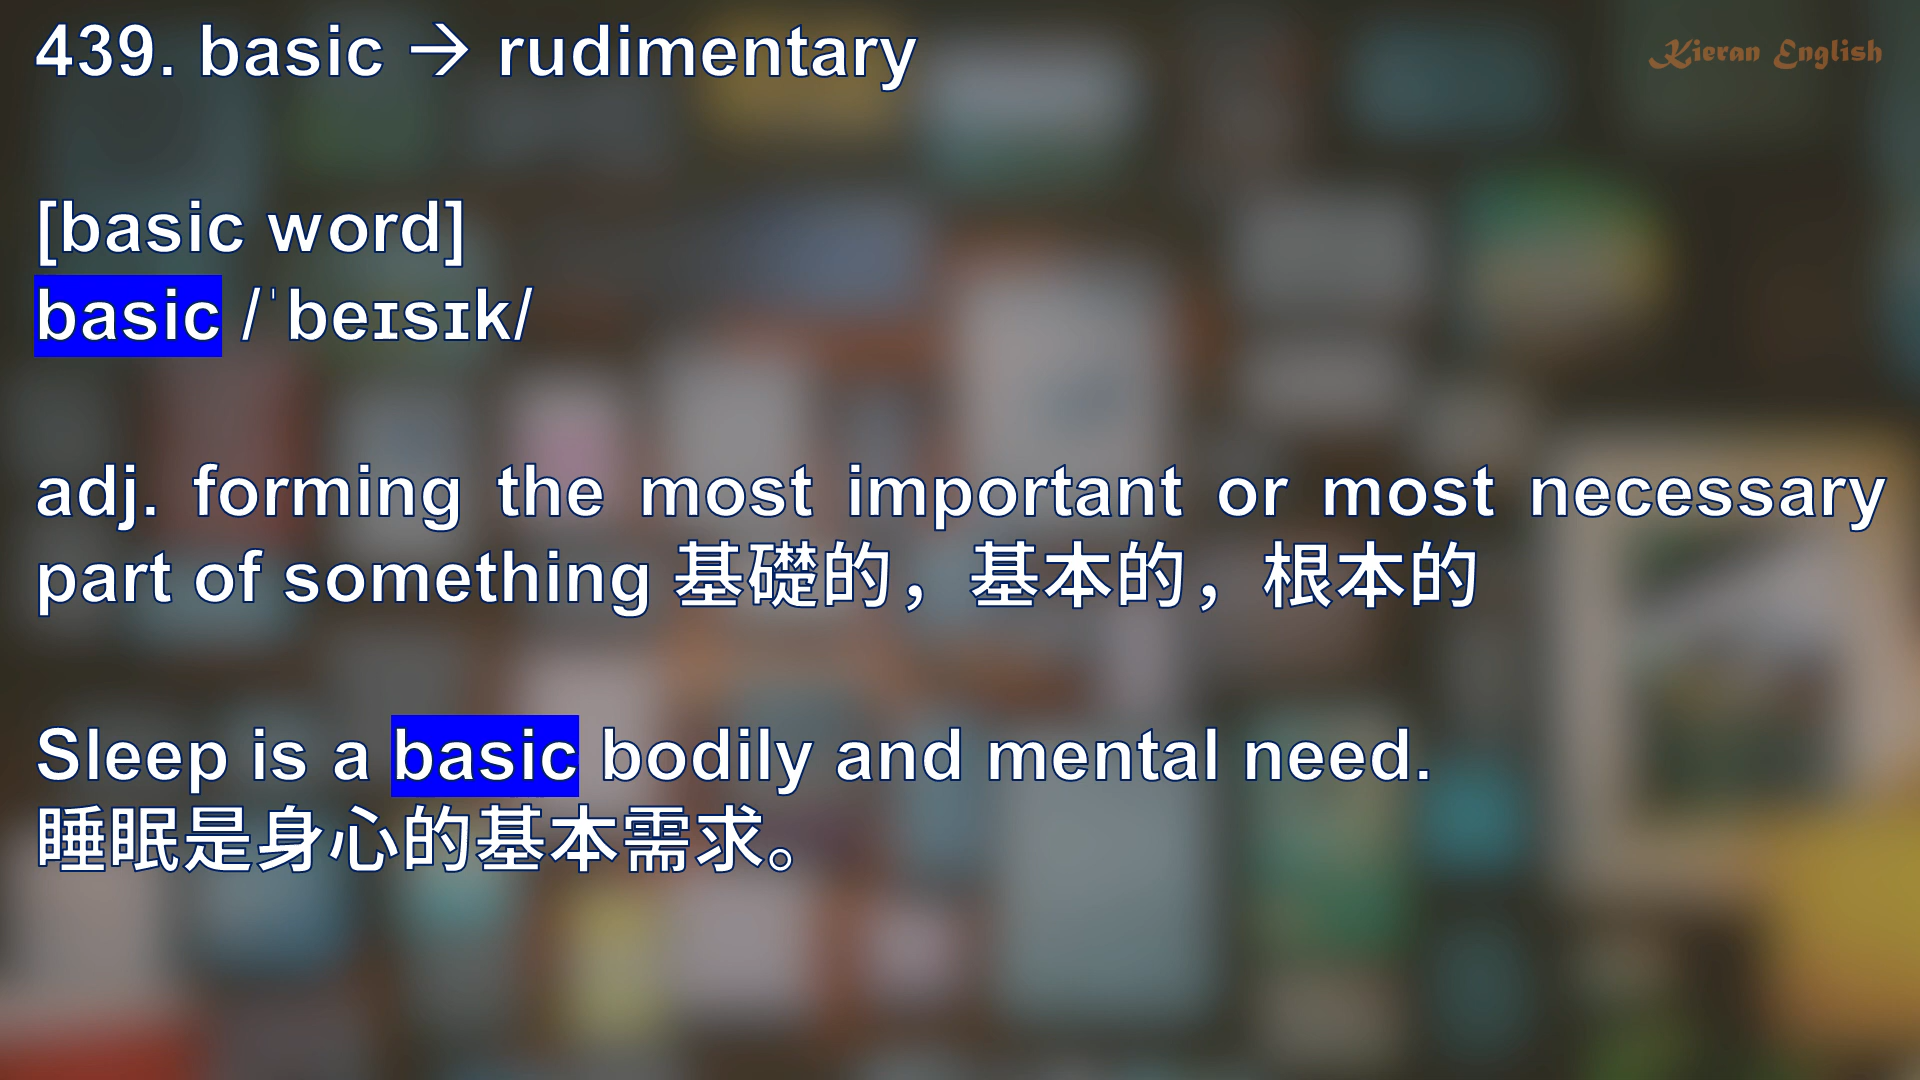 439. basic → rudimentary
Kieran English
[basic word]
basic /ˈbeɪsɪk/
adj. forming the most important or most necessary
part of something 基礎的，基本的，根本的
Sleep is a basic bodily and mental need.
睡眠是身心的基本需求。